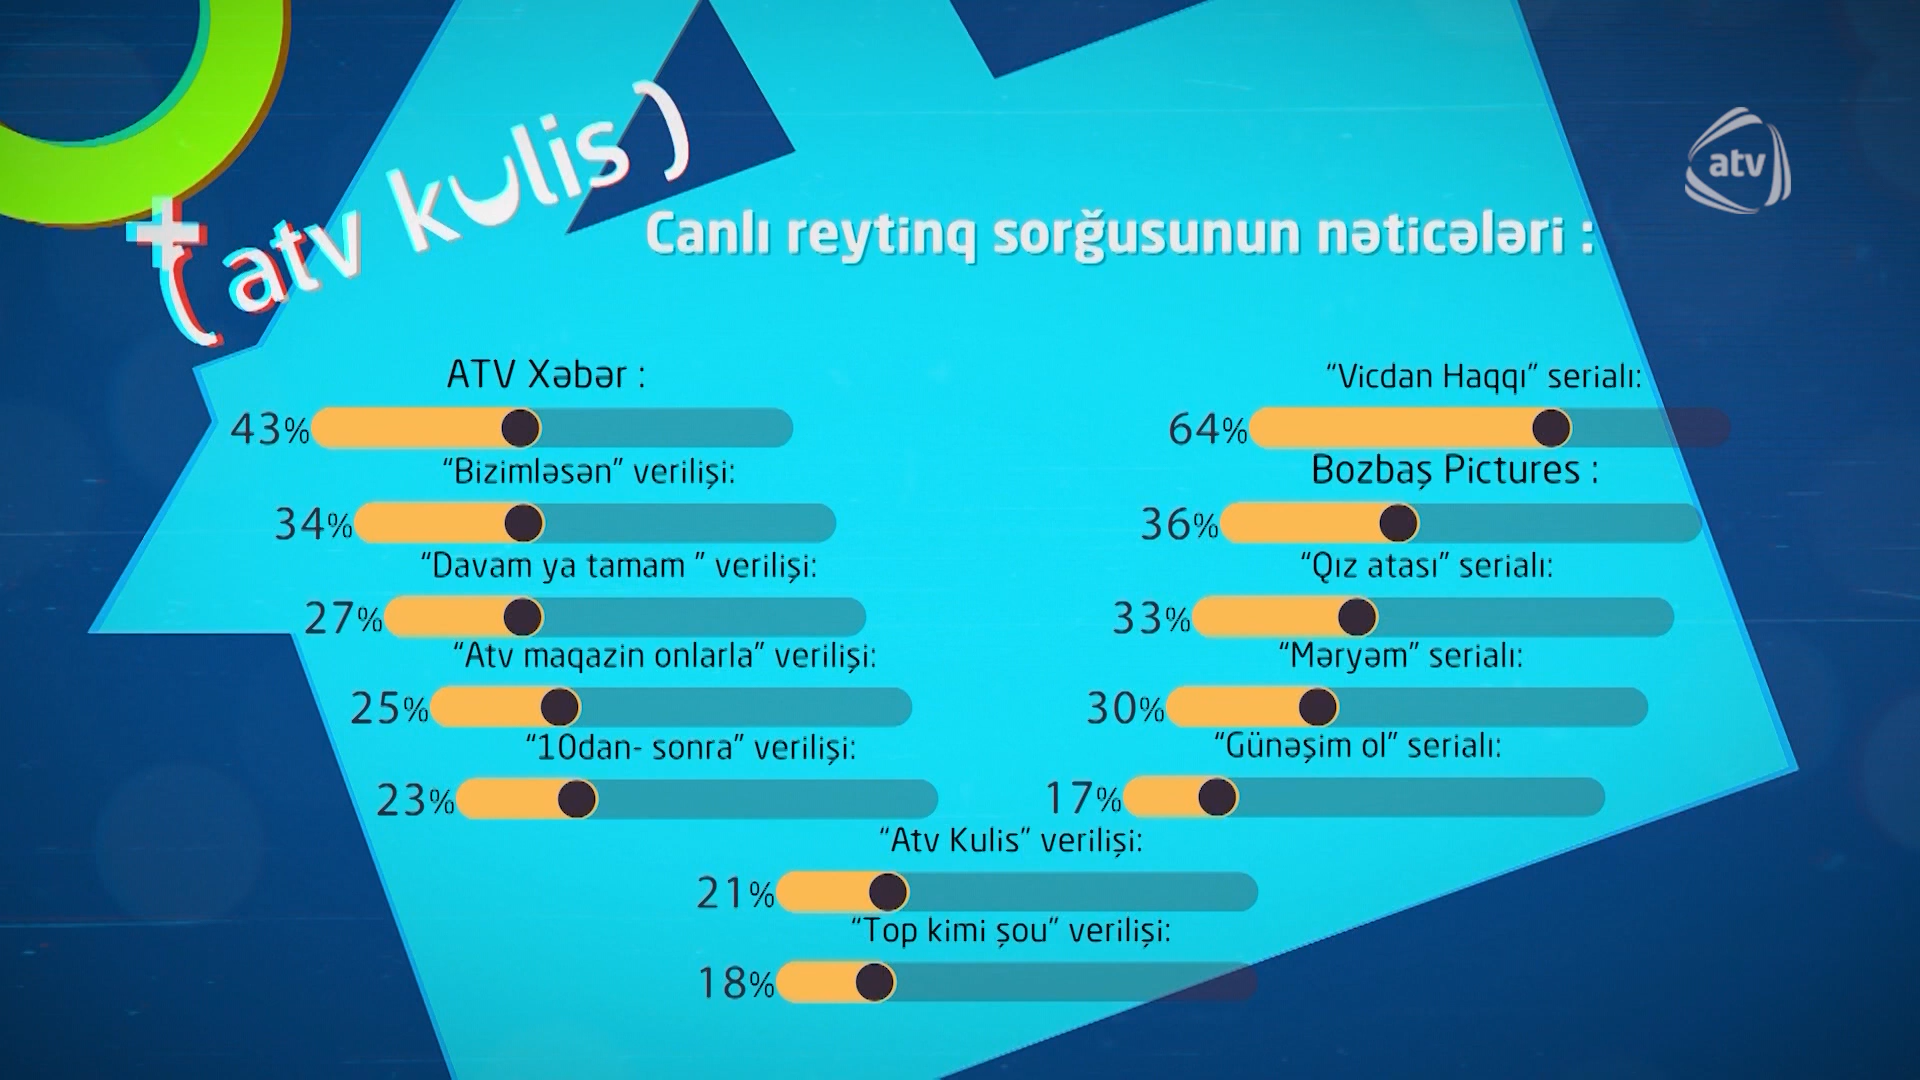 ( atv kulis )
atv
Canlı reytinq sorğusunun nəticələri :
ATV Xəbər :
43%
“Bizimləsən” verilişi:
34%
“Davam ya tamam ” verilişi:
27%
“Atv maqazin onlarla” verilişi:
25%
“10dan- sonra” verilişi:
23%
“Vicdan Haqqı” serialı:
64%
Bozbaş Pictures :
36%
“Qız atası” serialı:
33%
“Məryəm” serialı:
30%
“Günəşim ol” serialı:
17%
“Atv Kulis” verilişi:
21%
“Top kimi şou” verilişi:
18%